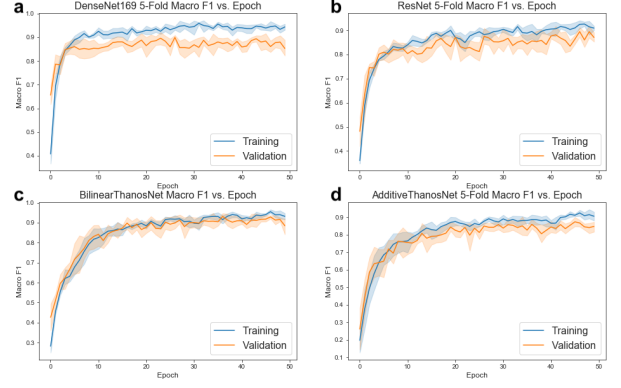 a
DenseNet169 5-Fold Macro F1 vs. Epoch
1.0
0.9
0.8
0.7
0.6
0.5
0.4
Macro F1
0
10
20
30
40
50
Epoch
Training
Validation
b
ResNet 5-Fold Macro F1 vs. Epoch
0.9
0.8
0.7
0.6
0.5
0.4
Macro F1
0
10
20
30
40
50
Epoch
Training
Validation
c
BilinearThanosNet Macro F1 vs. Epoch
1.0
0.9
0.8
0.7
0.6
0.5
0.4
0.3
Macro F1
0
10
20
30
40
50
Epoch
Training
Validation
d
AdditiveThanosNet 5-Fold Macro F1 vs. Epoch
0.9
0.8
0.7
0.6
0.5
0.4
0.3
0.2
0.1
Macro F1
0
10
20
30
40
50
Epoch
Training
Validation